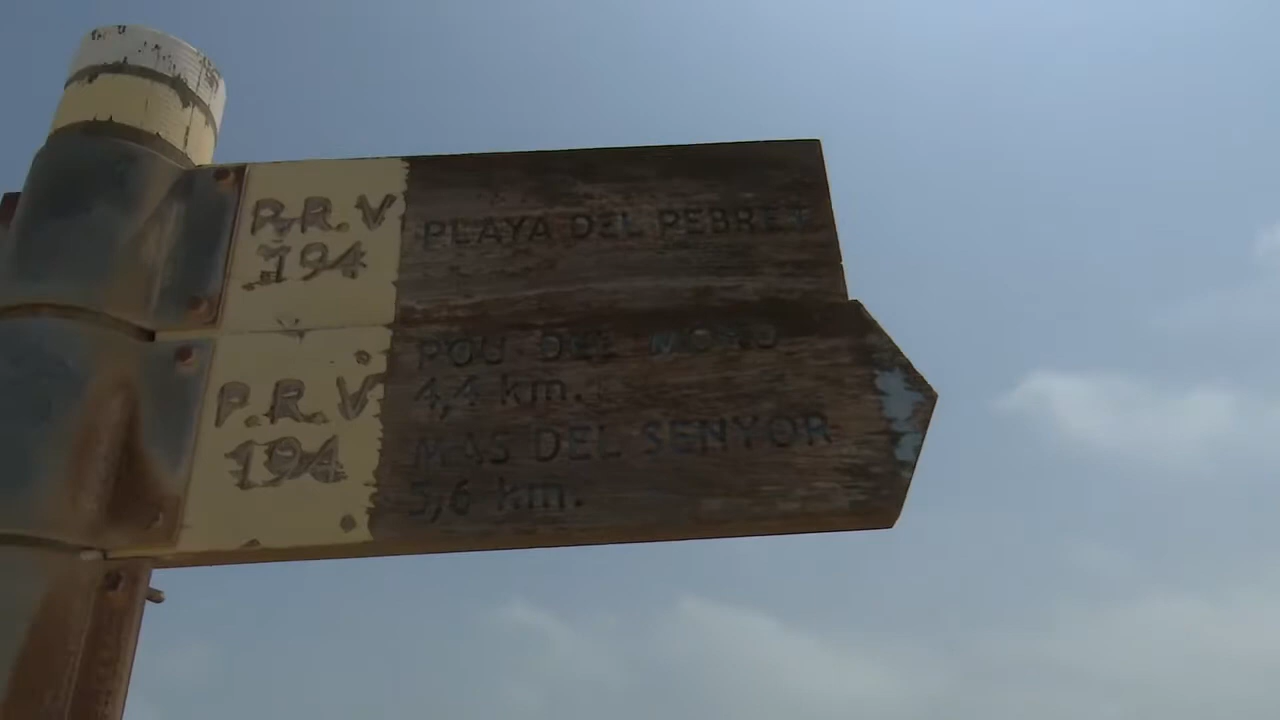 P.R.V
194
PLAYA DEL PEBRET
P.R.V
194
POU DEL MORO
4,4 km.
MAS DEL SENYOR
5,6 km.